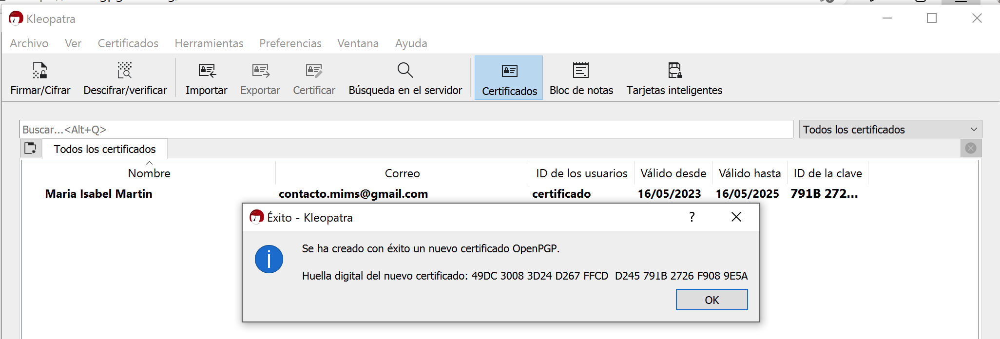 Kleopatra
Archivo Ver Certificados Herramientas Preferencias Ventana Ayuda
Firmar/Cifrar Descifrar/verificar Importar Exportar Certificar Búsqueda en el servidor Certificados Bloc de notas Tarjetas inteligentes
Buscar...<Alt+Q> Todos los certificados
Todos los certificados
Nombre Correo ID de los usuarios Válido desde Válido hasta ID de la clave
Maria Isabel Martin contacto.mims@gmail.com certificado 16/05/2023 16/05/2025 791B 272...
Éxito - Kleopatra
Se ha creado con éxito un nuevo certificado OpenPGP.
Huella digital del nuevo certificado: 49DC 3008 3D24 D267 FFCD  D245 791B 2726 F908 9E5A
OK